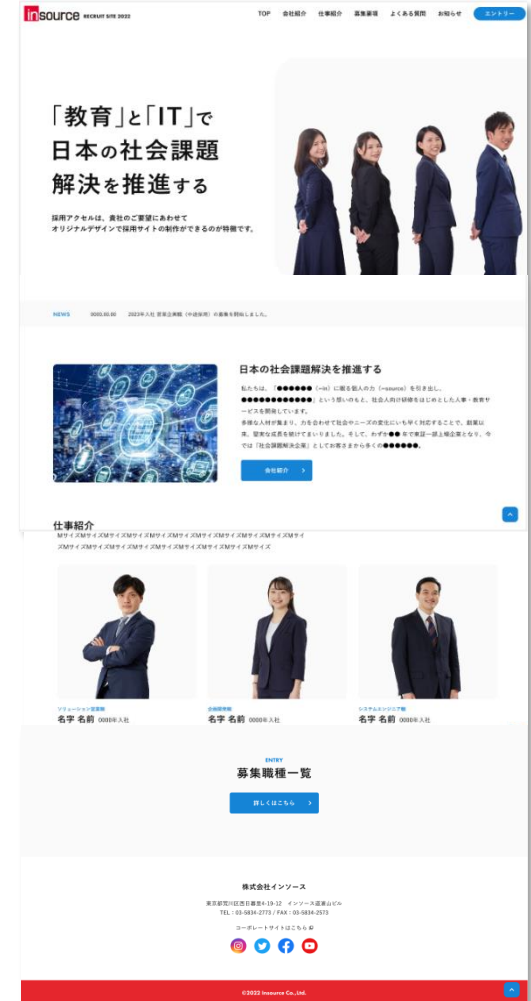 insource RECRUIT SITE 2022
TOP 会社紹介 仕事紹介 募集要項 よくある質問 お知らせ エントリー
「教育」と「IT」で
日本の社会課題
解決を推進する
採用アクセルは、貴社のご要望にあわせて
オリジナルデザインで採用サイトの制作ができるのが特徴です。
NEWS 0000.00.00 2022年入社 営業企画職(中途採用)の募集を開始しました。
日本の社会課題解決を推進する
私たちは、「●●●●●●(=in)に眠る個人の力(=source)を引き出し、
●●●●●●●●●●●●」という想いのもと、社会人向け研修をはじめとした人事・教育サ
ービスを開発しています。
多様な人材が集まり、力を合わせて社会やニーズの変化にいち早く対応することで、創業以
来、堅実な成長を続けてまいりました。そして、わずか●● 年で東証一部上場企業となり、今
では「社会課題解決企業」としてお客さまから多くの●●●●●●。
会社紹介
仕事紹介
MサイズMサイズMサイズMサイズMサイズMサイズMサイズMサイズMサイズMサイズMサイ
ズMサイズMサイズMサイズMサイズMサイズMサイズMサイズMサイズMサイズ
ソリューション営業職
名字 名前 0000年入社
企画開発職
名字 名前 0000年入社
システムエンジニア職
名字 名前 0000年入社
ENTRY
募集職種一覧
詳しくはこちら
株式会社インソース
東京都荒川区西日暮里4-19-12 インソース道灌山ビル
TEL:03-5834-2773 / FAX:03-5834-2573
コーポレートサイトはこちら
©2022 Insource Co.,Ltd.